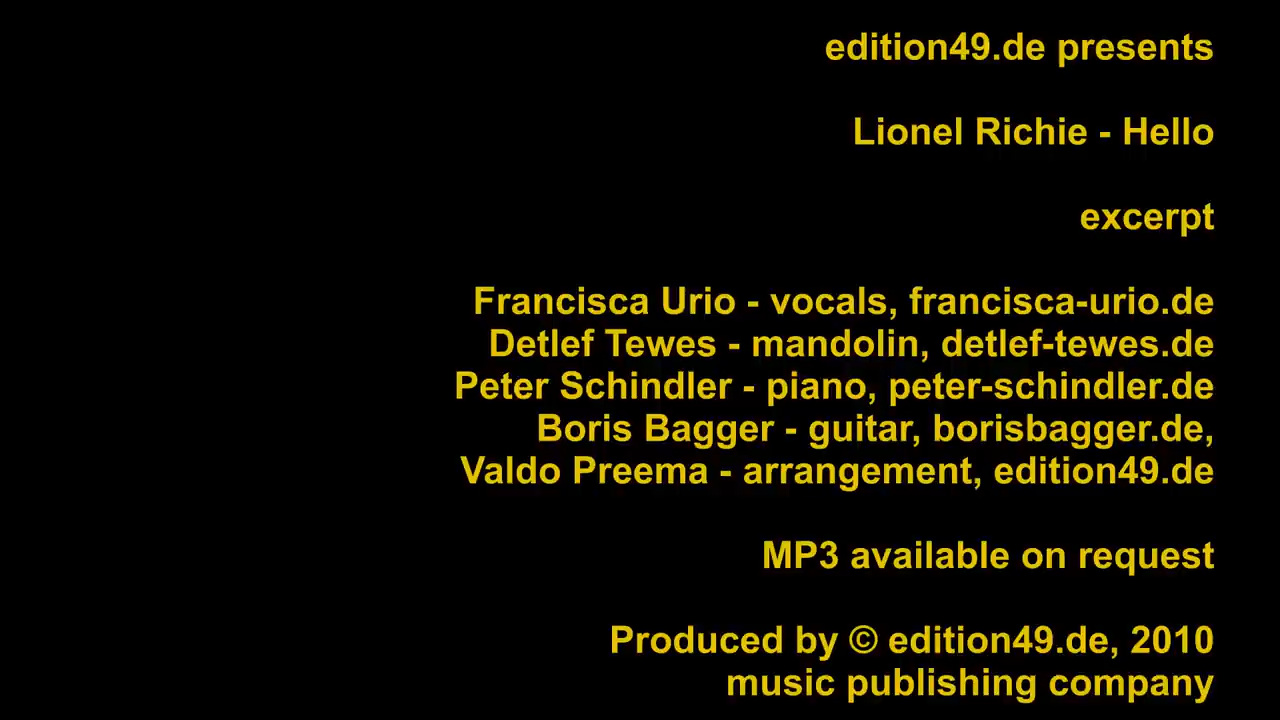 edition49.de presents
Lionel Richie - Hello
excerpt
Francisca Urio - vocals, francisca-urio.de
Detlef Tewes - mandolin, detlef-tewes.de
Peter Schindler - piano, peter-schindler.de
Boris Bagger - guitar, borisbagger.de,
Valdo Preema - arrangement, edition49.de
MP3 available on request
Produced by © edition49.de, 2010
music publishing company